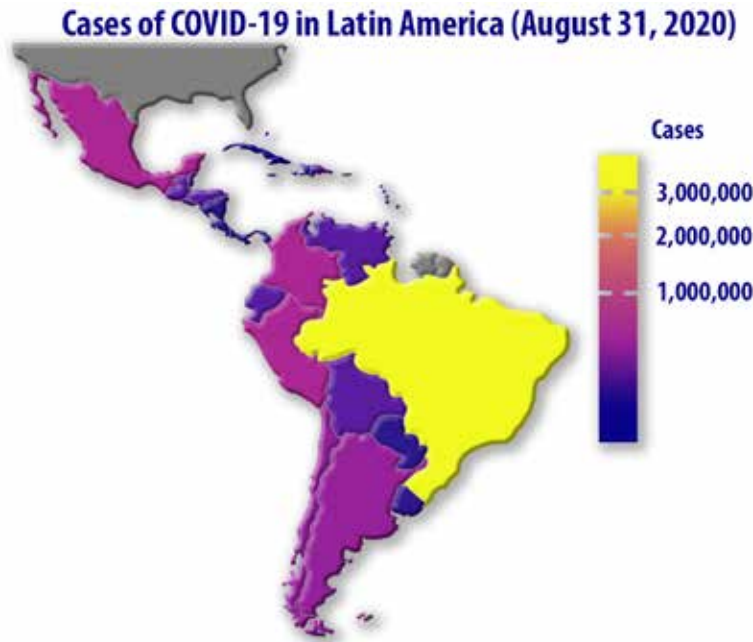 Cases of COVID-19 in Latin America (August 31, 2020)
Cases
3,000,000
2,000,000
1,000,000